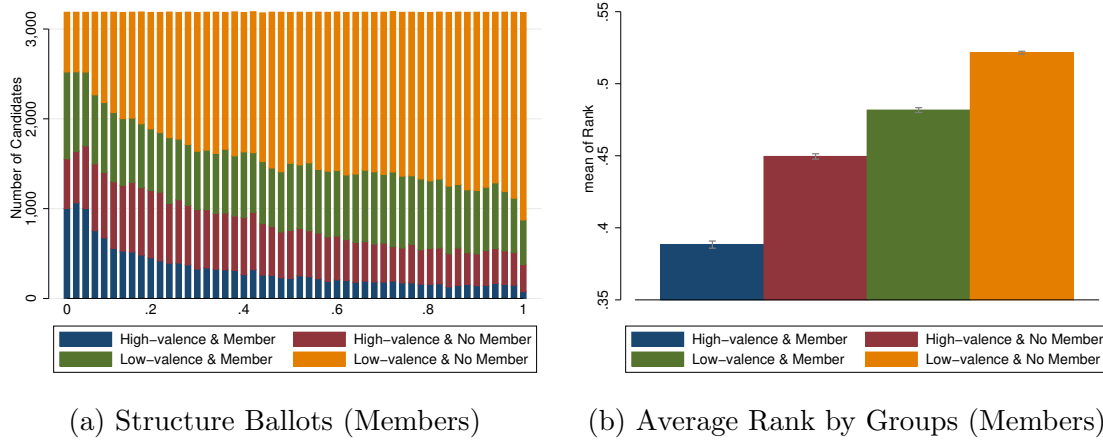 Number of Candidates
3,000
2,000
1,000
0
0 .2 .4 .6 .8 1
High−valence & Member High−valence & No Member
Low−valence & Member Low−valence & No Member
(a) Structure Ballots (Members)
mean of Rank
.55
.5
.45
.4
.35
High−valence & Member High−valence & No Member
Low−valence & Member Low−valence & No Member
(b) Average Rank by Groups (Members)